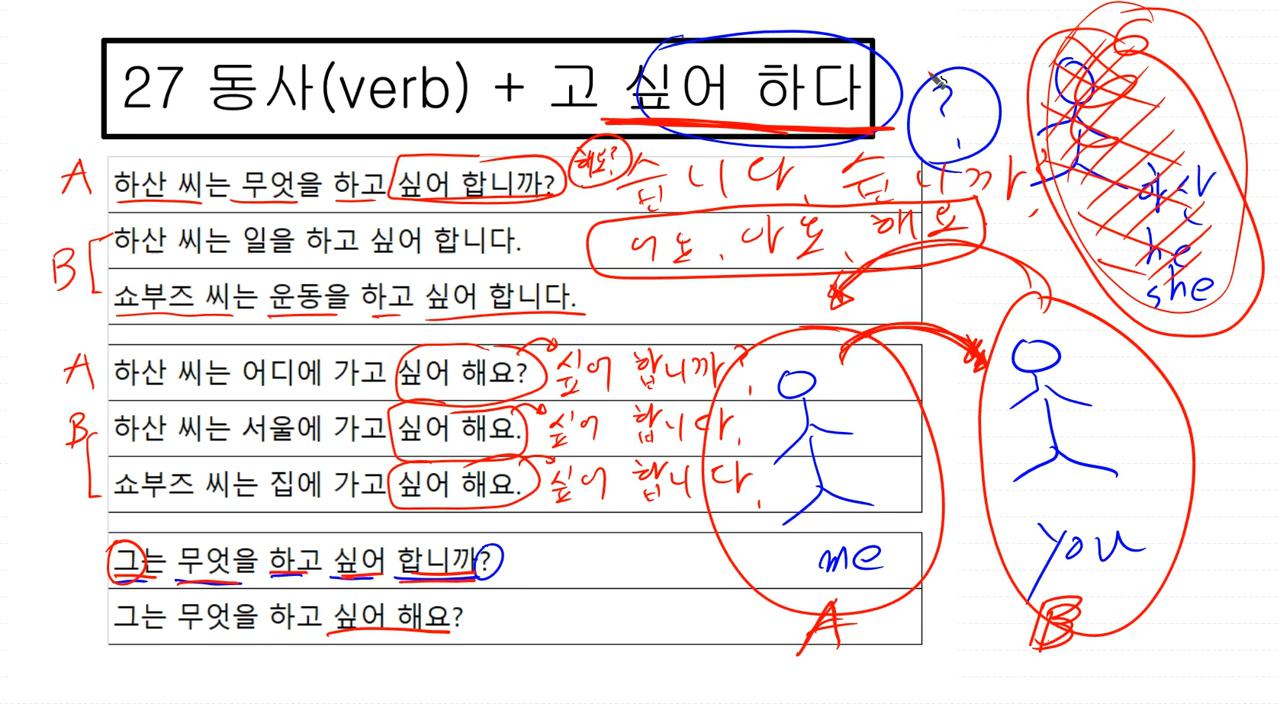 27 동사(verb) + 고 싶어 하다
?
A 하산 씨는 무엇을 하고 싶어 합니까? 해요? 습니다, 습니까?
B 하산 씨는 일을 하고 싶어 합니다. 어요, 아요, 해요
쇼부즈 씨는 운동을 하고 싶어 합니다.
하산
he
she
A 하산 씨는 어디에 가고 싶어 해요? 싶어 합니까?
B 하산 씨는 서울에 가고 싶어 해요. 싶어 합니다.
쇼부즈 씨는 집에 가고 싶어 해요. 싶어 합니다.
그는 무엇을 하고 싶어 합니까?
그는 무엇을 하고 싶어 해요?
me
A
you
B